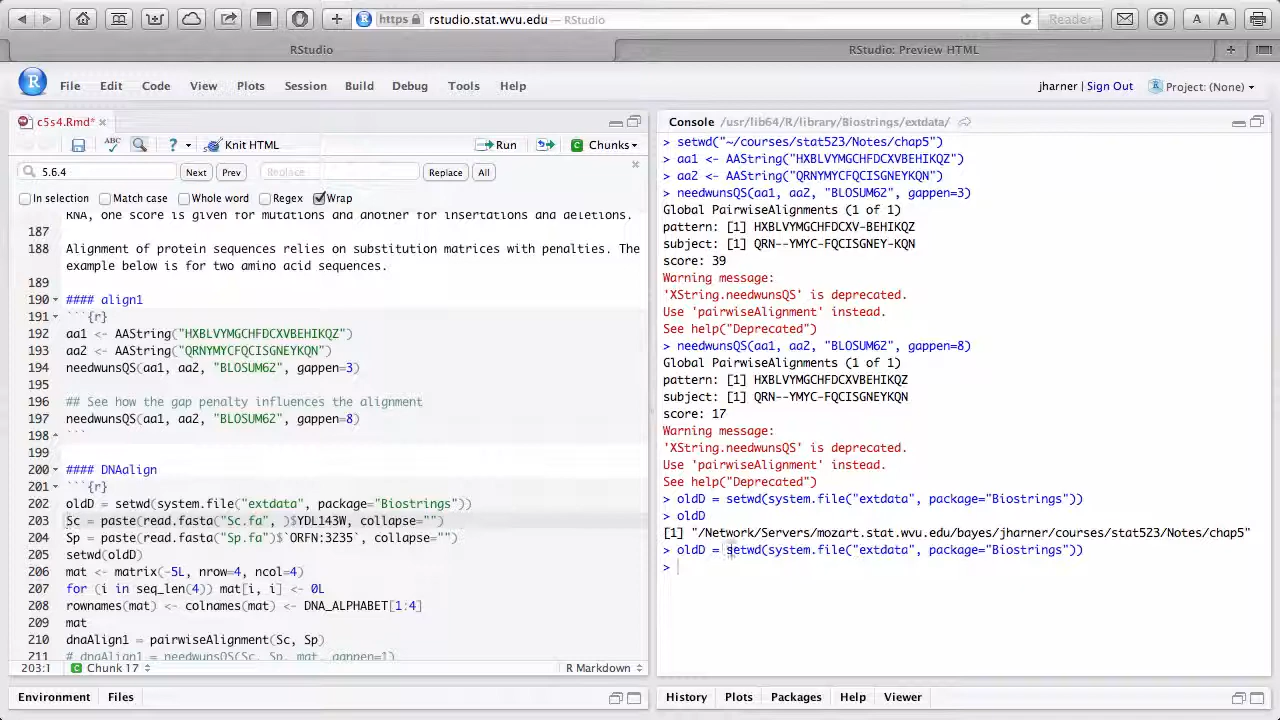 https rstudio.stat.wvu.edu — RStudio
Reader
A A
RStudio
RStudio: Preview HTML
R File Edit Code View Plots Session Build Debug Tools Help
jharner Sign Out Project: (None)
c5s4.Rmd*
ABC ? Knit HTML Run Chunks
5.6.4 Next Prev Replace Replace All
In selection Match case Whole word Regex Wrap
RNA, one score is given for mutations and another for insertions and deletions.
187
188 Alignment of protein sequences relies on substitution matrices with penalties. The
example below is for two amino acid sequences.
189
190 #### align1
191 ```{r}
192 aa1 <- AAString("HXBLVYMGCHFDCXVBEHIKQZ")
193 aa2 <- AAString("QRNYMYCFQCISGNEYKQN")
194 needwunsQS(aa1, aa2, "BLOSUM62", gappen=3)
195
196 ## See how the gap penalty influences the alignment
197 needwunsQS(aa1, aa2, "BLOSUM62", gappen=8)
198 ```
199
200 #### DNAalign
201 ```{r}
202 oldD = setwd(system.file("extdata", package="Biostrings"))
203 Sc = paste(read.fasta("Sc.fa", )$YDL143W, collapse="")
204 Sp = paste(read.fasta("Sp.fa")$`ORFN:3235`, collapse="")
205 setwd(oldD)
206 mat <- matrix(-5L, nrow=4, ncol=4)
207 for (i in seq_len(4)) mat[i, i] <- 0L
208 rownames(mat) <- colnames(mat) <- DNA_ALPHABET[1:4]
209 mat
210 dnaAlign1 = pairwiseAlignment(Sc, Sp)
211 # dnaAlign1 = needwunsQS(Sc, Sp, mat, gappen=1)
203:1 C Chunk 17 R Markdown
Environment Files
Console /usr/lib64/R/library/Biostrings/extdata/
> setwd("~/courses/stat523/Notes/chap5")
> aa1 <- AAString("HXBLVYMGCHFDCXVBEHIKQZ")
> aa2 <- AAString("QRNYMYCFQCISGNEYKQN")
> needwunsQS(aa1, aa2, "BLOSUM62", gappen=3)
Global PairwiseAlignments (1 of 1)
pattern: [1] HXBLVYMGCHFDCXV-BEHIKQZ
subject: [1] QRN--YMYC-FQCISGNEY-KQN
score: 39
Warning message:
'XString.needwunsQS' is deprecated.
Use 'pairwiseAlignment' instead.
See help("Deprecated")
> needwunsQS(aa1, aa2, "BLOSUM62", gappen=8)
Global PairwiseAlignments (1 of 1)
pattern: [1] HXBLVYMGCHFDCXVBEHIKQZ
subject: [1] QRN--YMYC-FQCISGNEYKQN
score: 17
Warning message:
'XString.needwunsQS' is deprecated.
Use 'pairwiseAlignment' instead.
See help("Deprecated")
> oldD = setwd(system.file("extdata", package="Biostrings"))
> oldD
[1] "/Network/Servers/mozart.stat.wvu.edu/bayes/jharner/courses/stat523/Notes/chap5"
> oldD = setwd(system.file("extdata", package="Biostrings"))
>
History Plots Packages Help Viewer